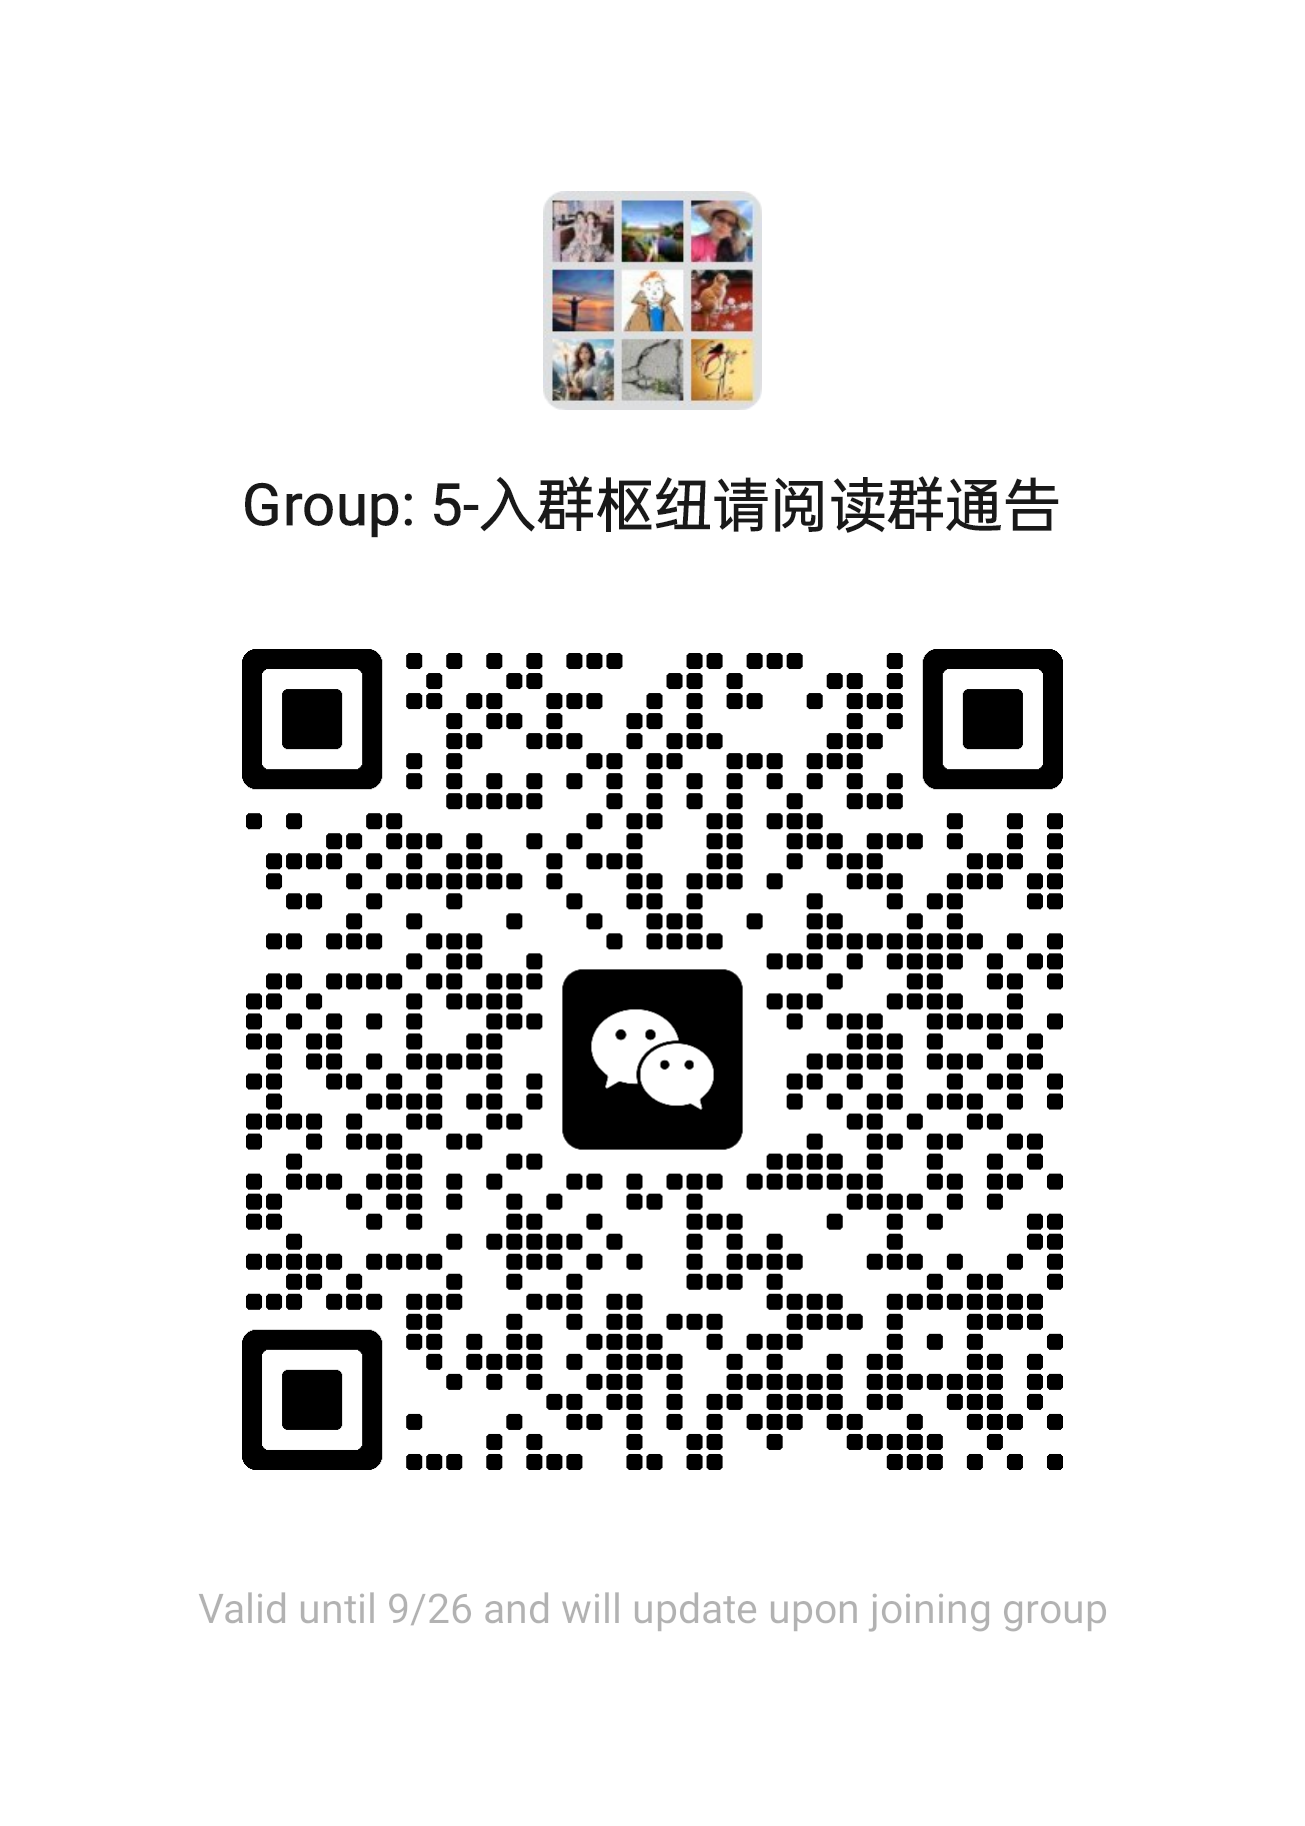 Group: 5-入群枢纽请阅读群通告
Valid until 9/26 and will update upon joining group